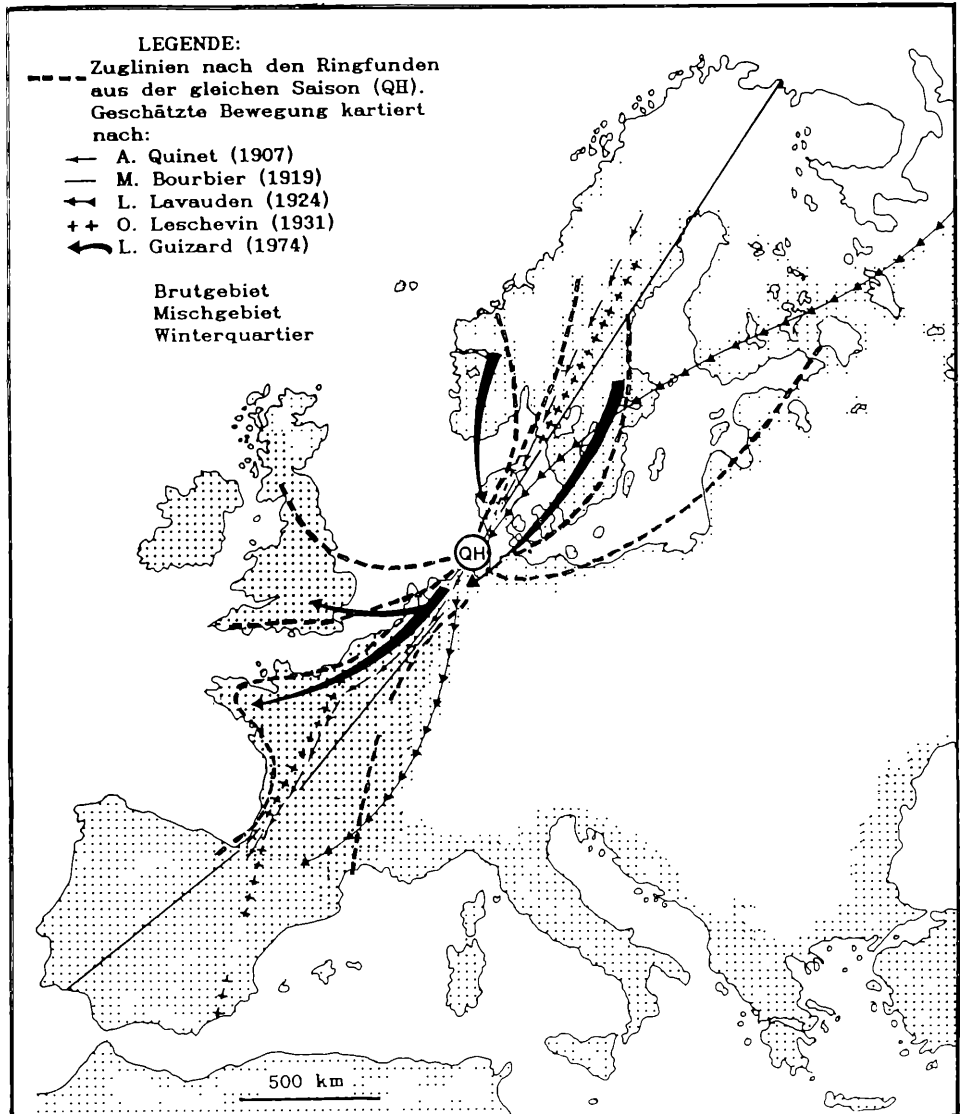 LEGENDE:
Zuglinien nach den Ringfunden
aus der gleichen Saison (QH).
Geschätzte Bewegung kartiert
nach:
A. Quinet (1907)
M. Bourbier (1919)
L. Lavauden (1924)
++ O. Leschevin (1931)
L. Guizard (1974)
Brutgebiet
Mischgebiet
Winterquartier
QH
500 km